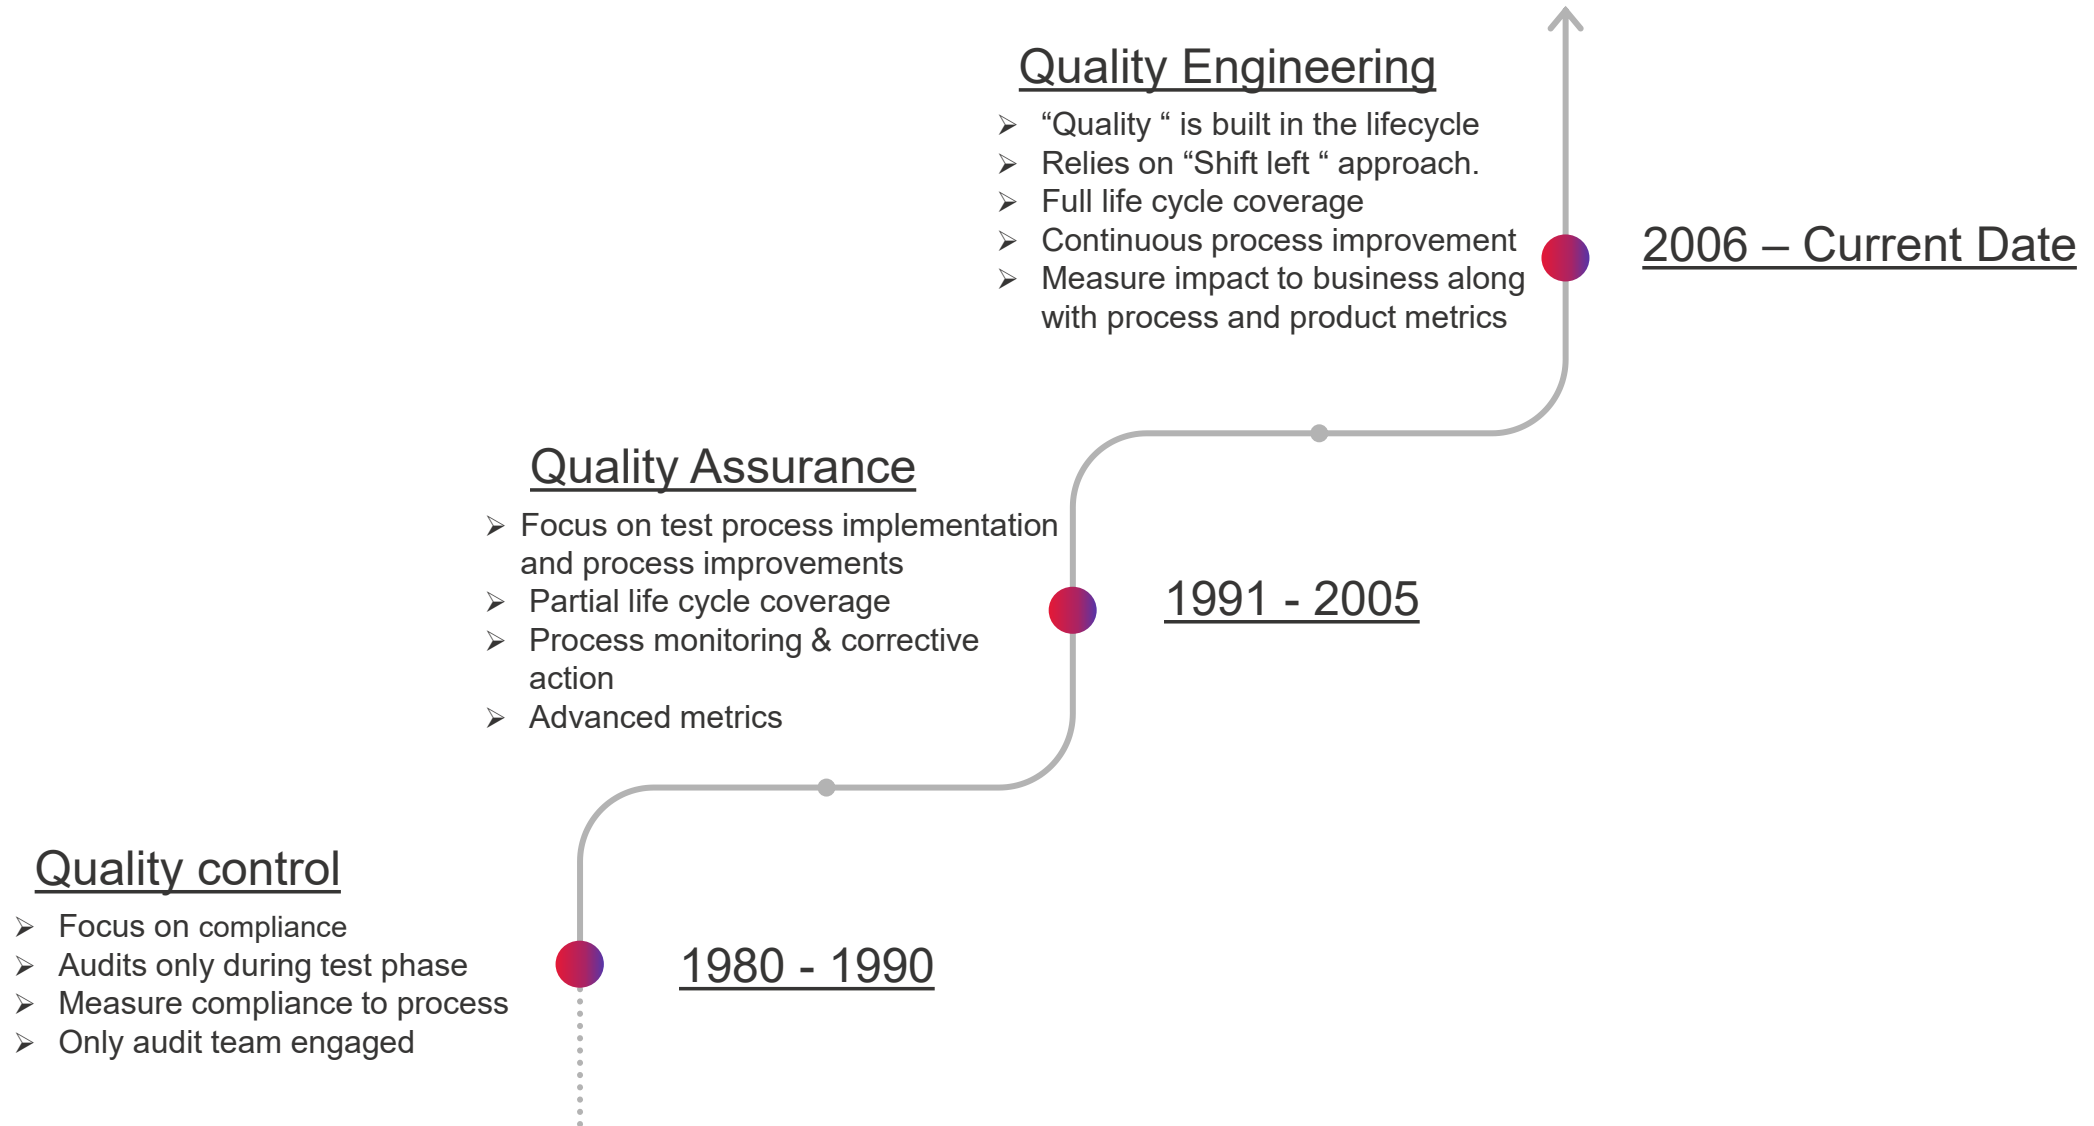 Quality Engineering
➢ “Quality “ is built in the lifecycle
➢ Relies on “Shift left “ approach.
➢ Full life cycle coverage
➢ Continuous process improvement
➢ Measure impact to business along
with process and product metrics
2006 – Current Date
Quality Assurance
➢ Focus on test process implementation
and process improvements
➢ Partial life cycle coverage
➢ Process monitoring & corrective
action
➢ Advanced metrics
1991 - 2005
Quality control
➢ Focus on compliance
➢ Audits only during test phase
➢ Measure compliance to process
➢ Only audit team engaged
1980 - 1990